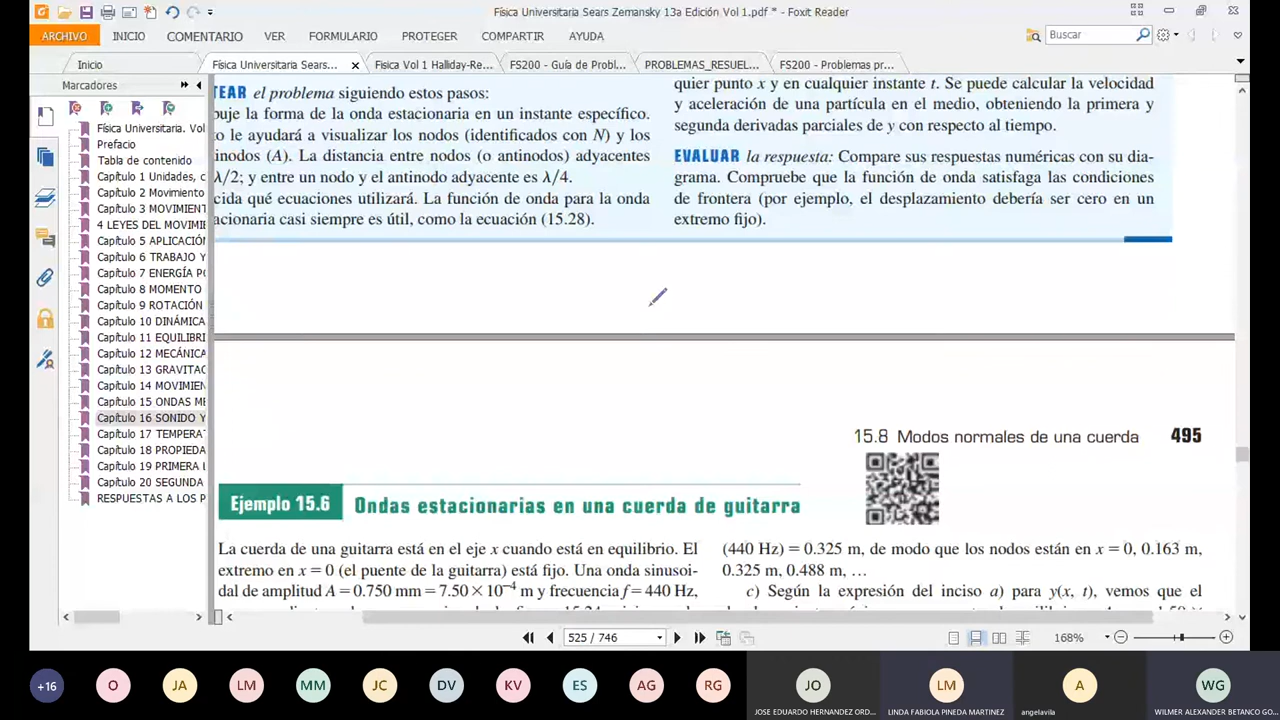 Física Universitaria Sears Zemansky 13a Edición Vol 1.pdf * - Foxit Reader
ARCHIVO INICIO COMENTARIO VER FORMULARIO PROTEGER COMPARTIR AYUDA
Buscar
Inicio
Física Universitaria Sears...
Física Vol 1 Halliday-Re...
FS200 - Guía de Probl...
PROBLEMAS_RESUEL...
FS200 - Problemas pr...
Marcadores
Física Universitaria. Vol
Prefacio
Tabla de contenido
Capítulo 1 Unidades, c
Capítulo 2 Movimiento
Capítulo 3 MOVIMIEN
4 LEYES DEL MOVIMI
Capítulo 5 APLICACIÓN
Capítulo 6 TRABAJO Y
Capítulo 7 ENERGÍA PO
Capítulo 8 MOMENTO
Capítulo 9 ROTACIÓN
Capítulo 10 DINÁMICA
Capítulo 11 EQUILIBRI
Capítulo 12 MECÁNICA
Capítulo 13 GRAVITAC
Capítulo 14 MOVIMIEN
Capítulo 15 ONDAS ME
Capítulo 16 SONIDO Y
Capítulo 17 TEMPERAT
Capítulo 18 PROPIEDA
Capítulo 19 PRIMERA L
Capítulo 20 SEGUNDA
RESPUESTAS A LOS P
TEAR el problema siguiendo estos pasos:
buje la forma de la onda estacionaria en un instante específico.
to le ayudará a visualizar los nodos (identificados con N) y los
inodos (A). La distancia entre nodos (o antinodos) adyacentes
λ/2; y entre un nodo y el antinodo adyacente es λ/4.
cida qué ecuaciones utilizará. La función de onda para la onda
acionaria casi siempre es útil, como la ecuación (15.28).
quier punto x y en cualquier instante t. Se puede calcular la velocidad
y aceleración de una partícula en el medio, obteniendo la primera y
segunda derivadas parciales de y con respecto al tiempo.
EVALUAR la respuesta: Compare sus respuestas numéricas con su dia-
grama. Compruebe que la función de onda satisfaga las condiciones
de frontera (por ejemplo, el desplazamiento debería ser cero en un
extremo fijo).
15.8 Modos normales de una cuerda 495
Ejemplo 15.6 Ondas estacionarias en una cuerda de guitarra
La cuerda de una guitarra está en el eje x cuando está en equilibrio. El
extremo en x = 0 (el puente de la guitarra) está fijo. Una onda sinusoi-
dal de amplitud A = 0.750 mm = 7.50 × 10⁻⁴ m y frecuencia f = 440 Hz,
(440 Hz) = 0.325 m, de modo que los nodos están en x = 0, 0.163 m,
0.325 m, 0.488 m, …
c) Según la expresión del inciso a) para y(x, t), vemos que el
525 / 746
168%
+16 O JA LM MM JC DV KV ES AG RG JO LM A WG
JOSE EDUARDO HERNANDEZ ORD...
LINDA FABIOLA PINEDA MARTINEZ
angelavila
WILMER ALEXANDER BETANCO GO...